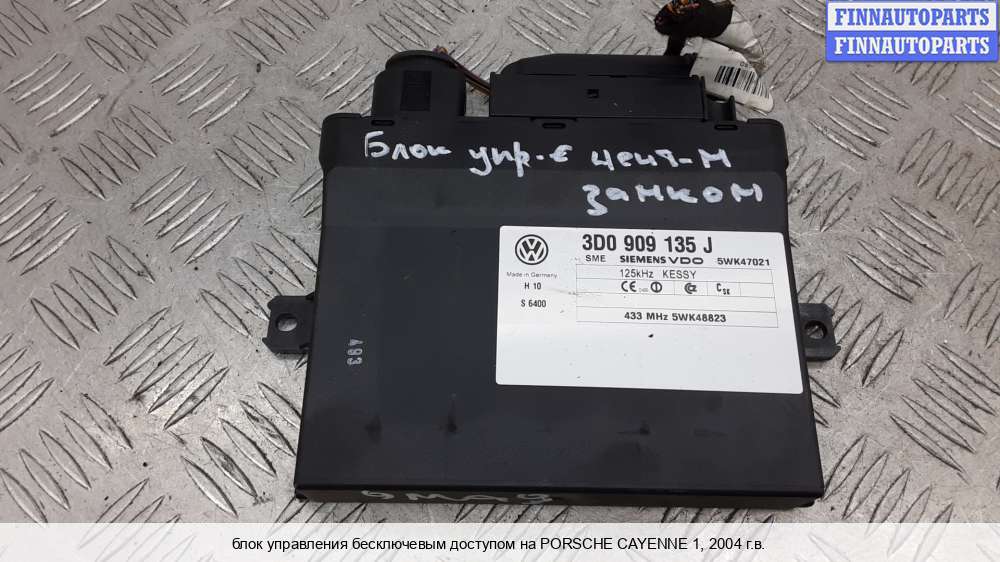 FINNAUTOPARTS
FINNAUTOPARTS
Блок упр-е цент-м
замком
3D0 909 135 J
SME SIEMENS VDO 5WK47021
Made in Germany
125kHz KESSY
H 10
S 6400
433 MHz 5WK48823
483
блок управления бесключевым доступом на PORSCHE CAYENNE 1, 2004 г.в.